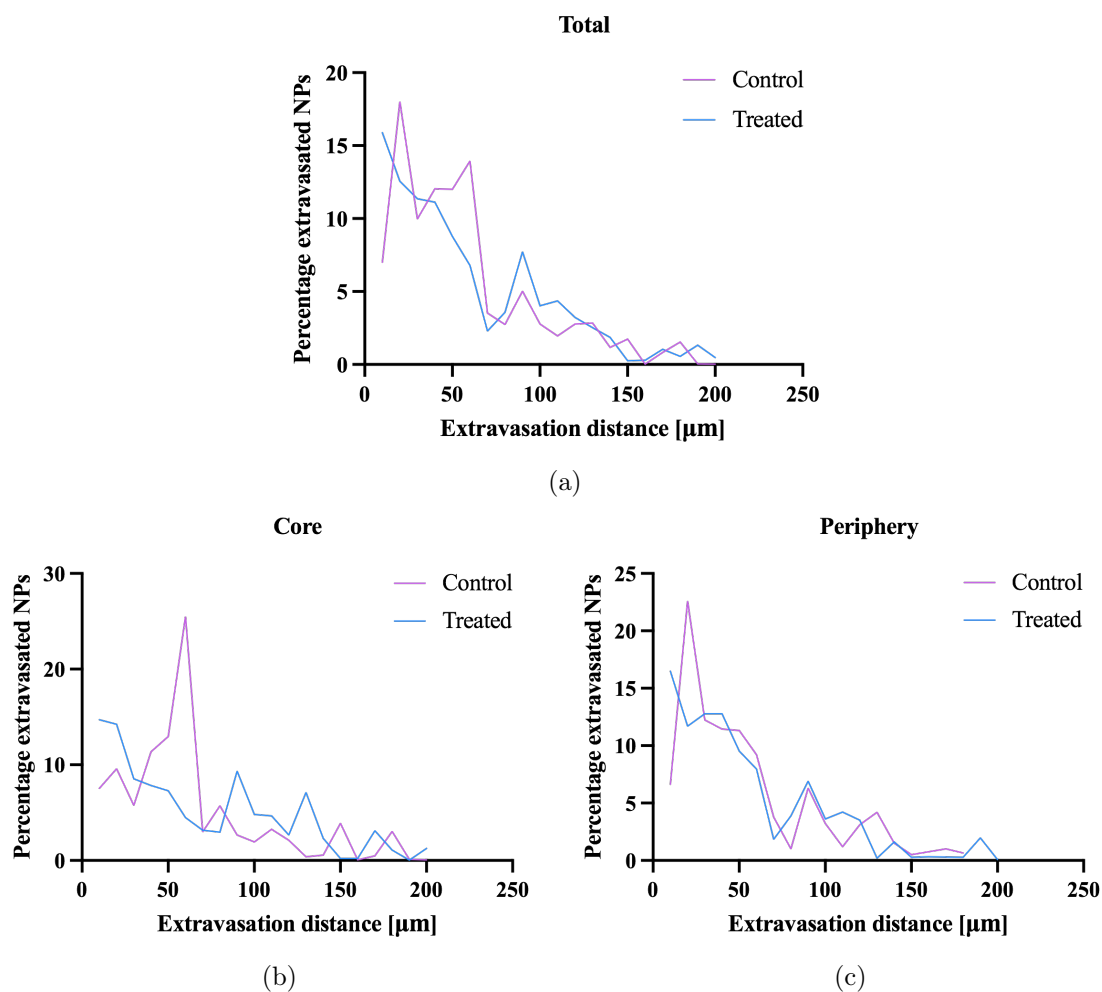 Total
Percentage extravasated NPs
20
15
10
5
0
0 50 100 150 200 250
Extravasation distance [μm]
Control
Treated
(a)
Core
Percentage extravasated NPs
30
20
10
0
0 50 100 150 200 250
Extravasation distance [μm]
Control
Treated
(b)
Periphery
Percentage extravasated NPs
25
20
15
10
5
0
0 50 100 150 200 250
Extravasation distance [μm]
Control
Treated
(c)